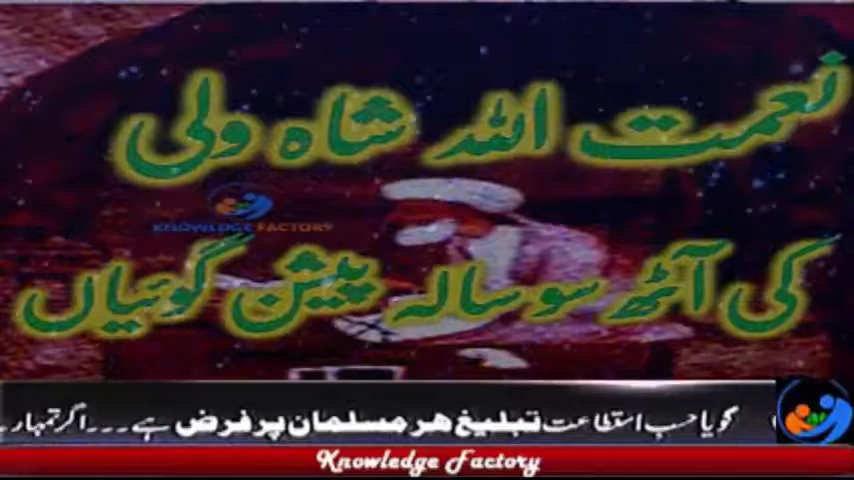 نعمت اللہ شاہ ولی
KNOWLEDGE FACTORY
کی آٹھ سو سالہ پیشن گوئیاں
گویا حسب استطاعت تبلیغ ہر مسلمان پر فرض ہے۔۔۔اگر تمہار
Knowledge Factory